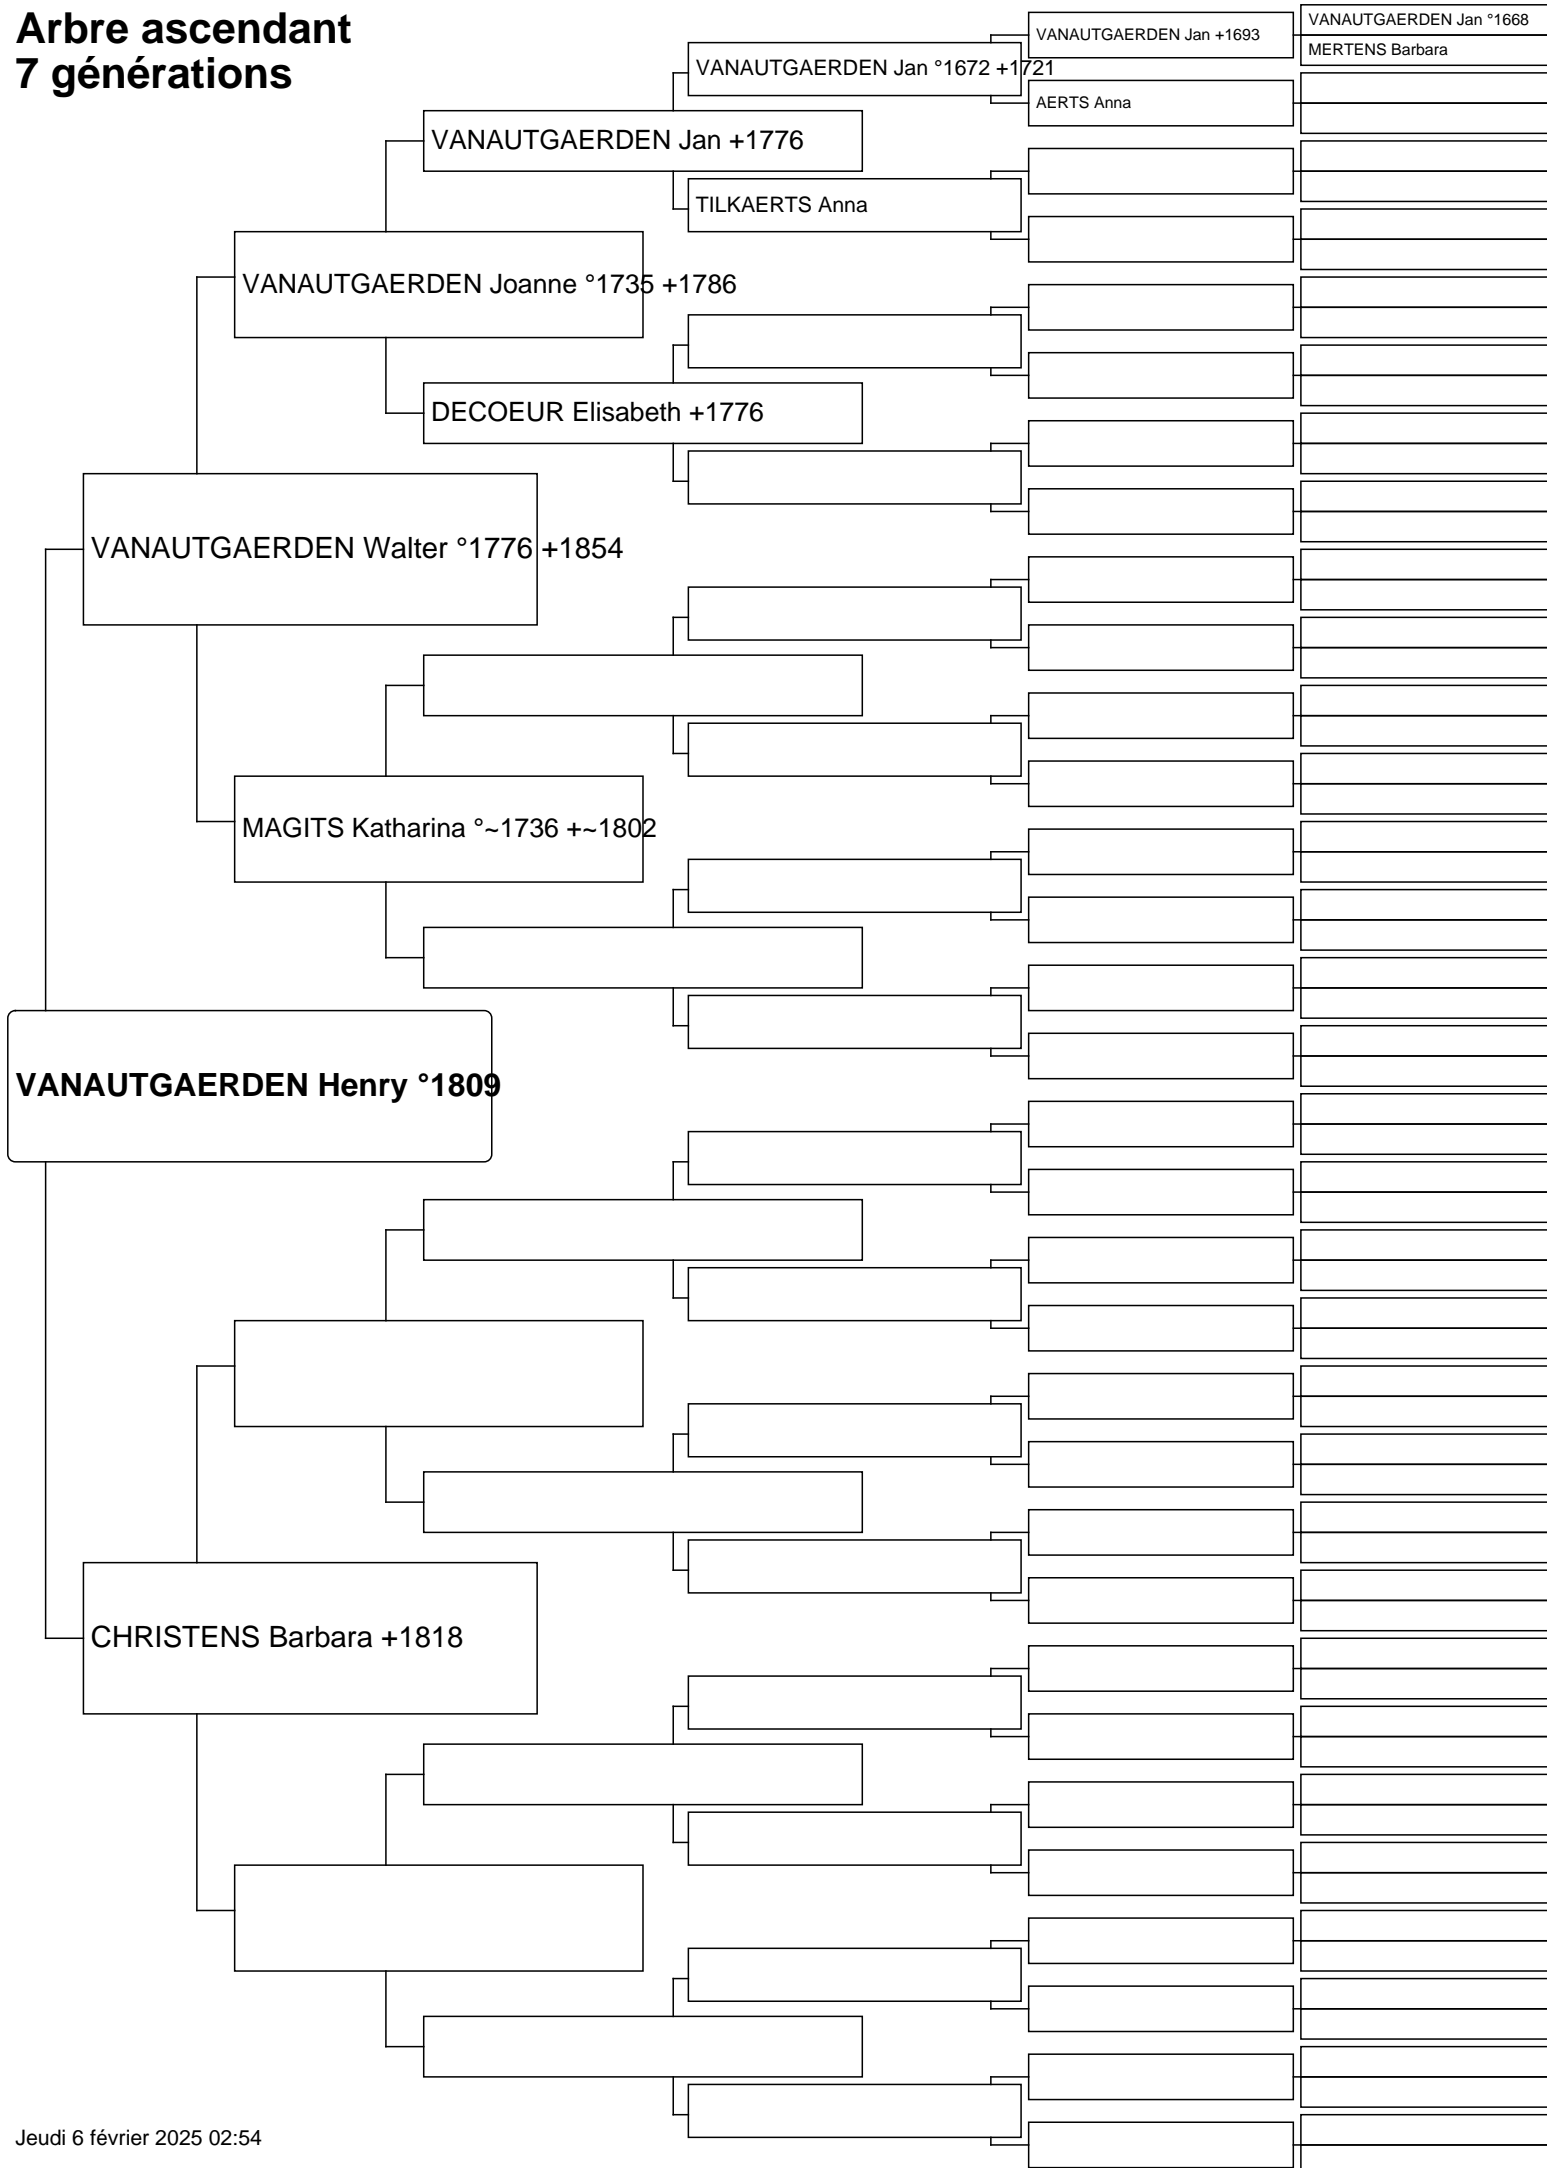 Arbre ascendant
7 générations
VANAUTGAERDEN Jan °1668
MERTENS Barbara
VANAUTGAERDEN Jan +1693
VANAUTGAERDEN Jan °1672 +1721
AERTS Anna
VANAUTGAERDEN Jan +1776
TILKAERTS Anna
VANAUTGAERDEN Joanne °1735 +1786
DECOEUR Elisabeth +1776
VANAUTGAERDEN Walter °1776 +1854
MAGITS Katharina °~1736 +~1802
VANAUTGAERDEN Henry °1809
CHRISTENS Barbara +1818
Jeudi 6 février 2025 02:54